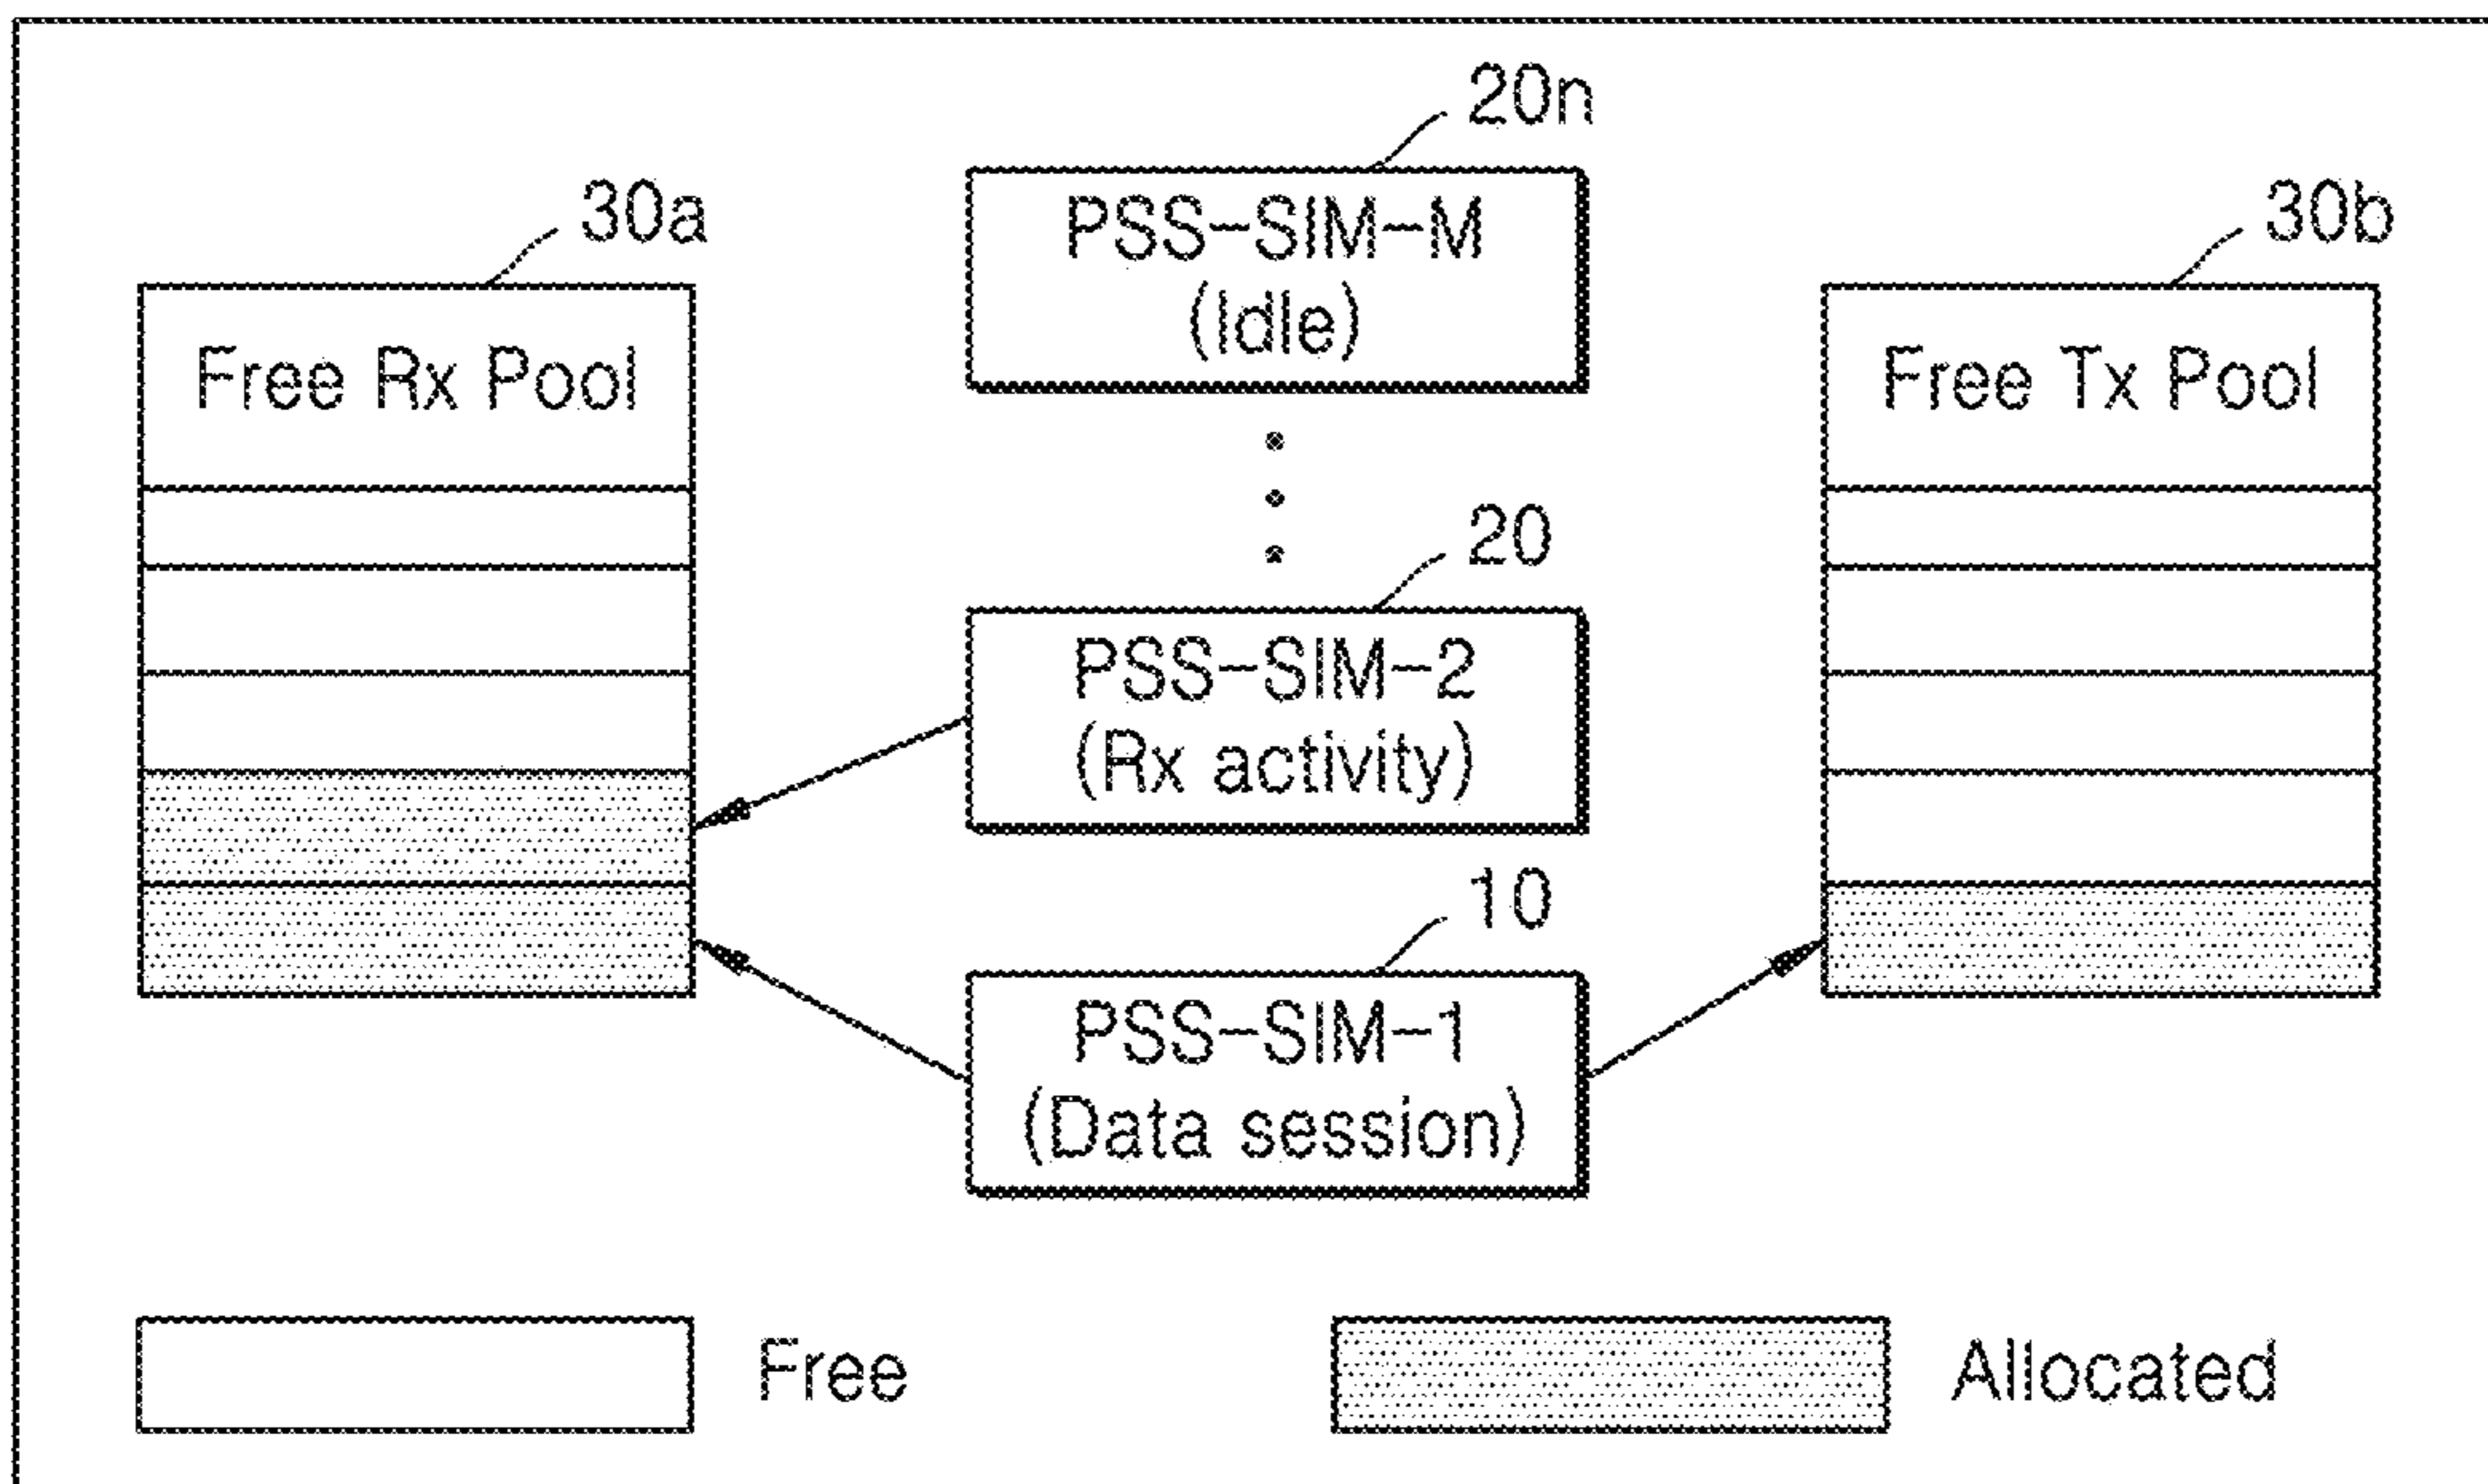 20n
30a
PSS-SIM-M
(Idle)
30b
Free Rx Pool
Free Tx Pool
20
PSS-SIM-2
(Rx activity)
10
PSS-SIM-1
(Data session)
Free
Allocated